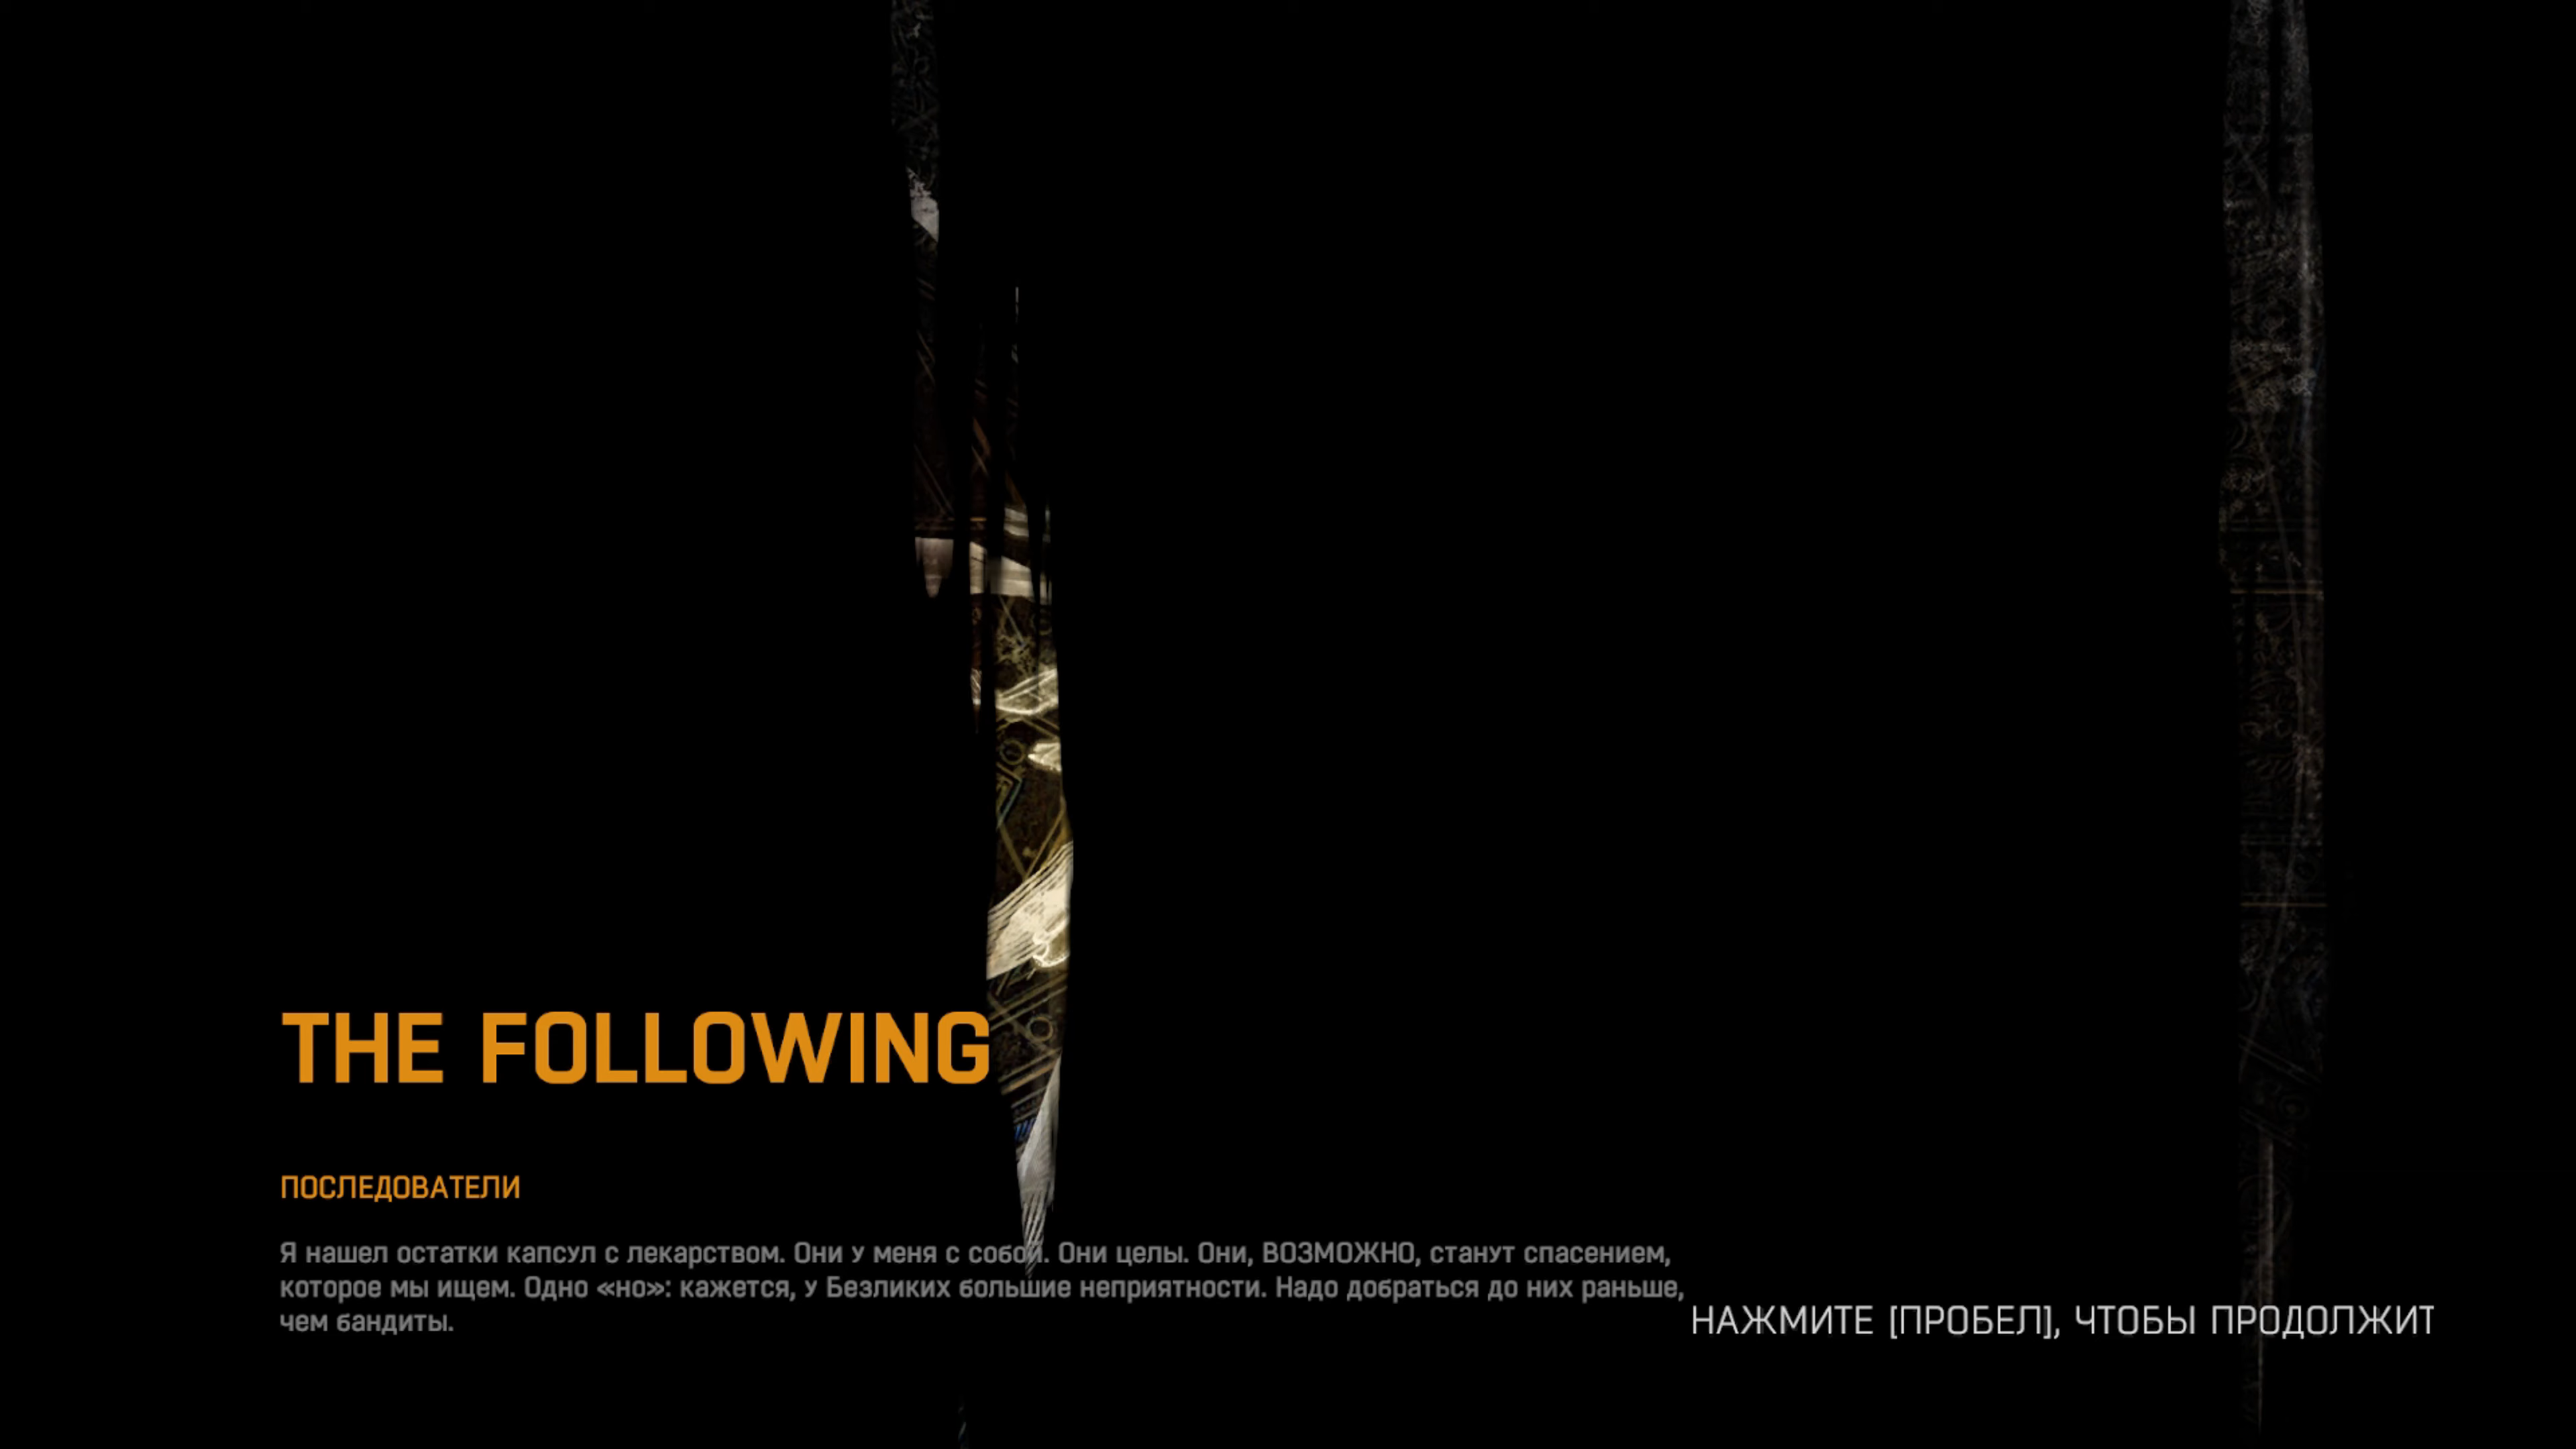 THE FOLLOWING
ПОСЛЕДОВАТЕЛИ
Я нашел остатки капсул с лекарством. Они у меня с собой. Они целы. Они, ВОЗМОЖНО, станут спасением,
которое мы ищем. Одно «но»: кажется, у Безликих большие неприятности. Надо добраться до них раньше,
чем бандиты.
НАЖМИТЕ [ПРОБЕЛ], ЧТОБЫ ПРОДОЛЖИТ